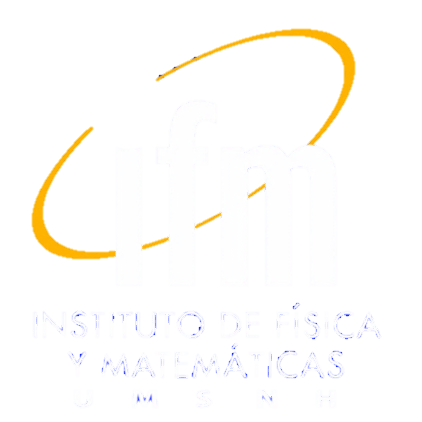 ifm
INSTITUTO DE FÍSICA
Y MATEMÁTICAS
U M S N H